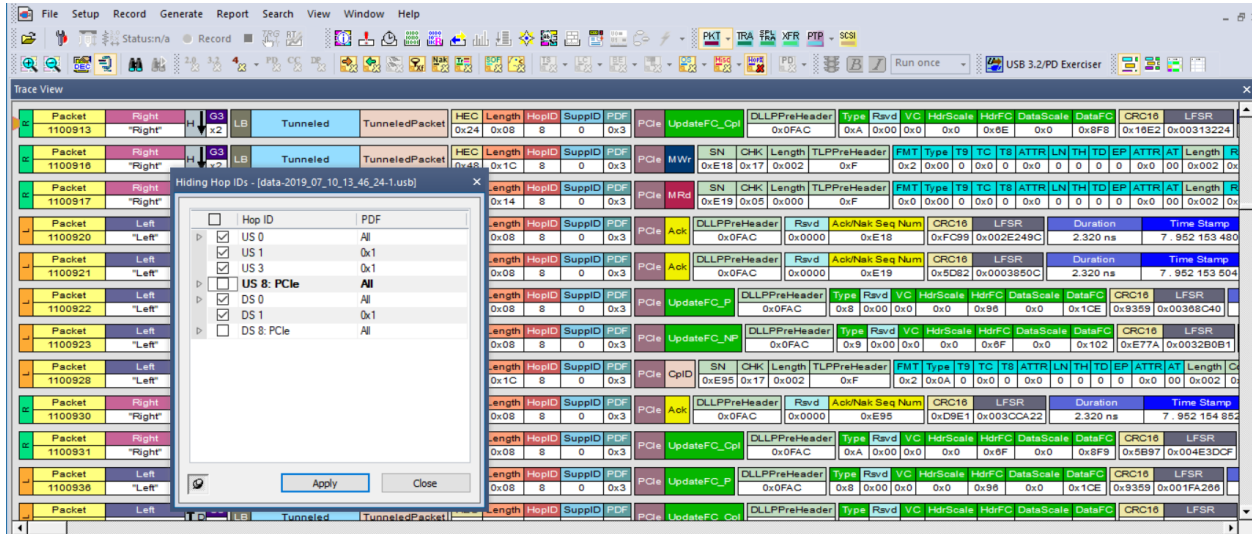 File Setup Record Generate Report Search View Window Help
Status:n/a Record
PKT TRA XFR PTP SCSI
Run once USB 3.2/PD Exerciser
Trace View
Packet Right H G3 LB Tunneled TunneledPacket HEC Length HopID SuppID PDF PCIe UpdateFC_Cpl DLLPPreHeader Type Rsvd VC HdrScale HdrFC DataScale DataFC CRC16 LFSR
1100913 "Right" x2 0x24 0x08 8 0 0x3 0x0FAC 0xA 0x00 0x0 0x0 0x6E 0x0 0x8F8 0x16E2 0x00313224
Packet Right H G3 LB Tunneled TunneledPacket HEC Length HopID SuppID PDF PCIe MWr SN CHK Length TLPPreHeader FMT Type T9 TC T8 ATTR LN TH TD EP ATTR AT Length
1100916 "Right" x2 0x48 0x1C 8 0 0x3 0xE18 0x17 0x002 0xF 0x2 0x00 0 0x0 0 0x0 0 0 0 0 0x0 00 0x002
Hiding Hop IDs - [data-2019_07_10_13_46_24-1.usb]
Hop ID PDF
US 0 All
US 1 0x1
US 3 0x1
US 8: PCIe All
DS 0 All
DS 1 0x1
DS 8: PCIe All
Apply Close
Packet Right Length HopID SuppID PDF PCIe MRd SN CHK Length TLPPreHeader FMT Type T9 TC T8 ATTR LN TH TD EP ATTR AT Length
1100917 "Right" 0x14 8 0 0x3 0xE19 0x05 0x000 0xF 0x0 0x00 0 0x0 0 0x0 0 0 0 0 0x0 00 0x002
Packet Left Length HopID SuppID PDF PCIe Ack DLLPPreHeader Rsvd Ack/Nak Seq Num CRC16 LFSR Duration Time Stamp
1100920 "Left" 0x08 8 0 0x3 0x0FAC 0x0000 0xE18 0xFC99 0x002E249C 2.320 ns 7 . 952 153 480
Packet Left Length HopID SuppID PDF PCIe Ack DLLPPreHeader Rsvd Ack/Nak Seq Num CRC16 LFSR Duration Time Stamp
1100921 "Left" 0x08 8 0 0x3 0x0FAC 0x0000 0xE19 0x5D82 0x0003850C 2.320 ns 7 . 952 153 504
Packet Left Length HopID SuppID PDF PCIe UpdateFC_P DLLPPreHeader Type Rsvd VC HdrScale HdrFC DataScale DataFC CRC16 LFSR
1100922 "Left" 0x08 8 0 0x3 0x0FAC 0x8 0x00 0x0 0x0 0x96 0x0 0x1CE 0x9359 0x00368C40
Packet Left Length HopID SuppID PDF PCIe UpdateFC_NP DLLPPreHeader Type Rsvd VC HdrScale HdrFC DataScale DataFC CRC16 LFSR
1100923 "Left" 0x08 8 0 0x3 0x0FAC 0x9 0x00 0x0 0x0 0x6F 0x0 0x102 0xE77A 0x0032B0B1
Packet Left Length HopID SuppID PDF PCIe CplD SN CHK Length TLPPreHeader FMT Type T9 TC T8 ATTR LN TH TD EP ATTR AT Length
1100928 "Left" 0x1C 8 0 0x3 0xE95 0x17 0x002 0xF 0x2 0x0A 0 0x0 0 0x0 0 0 0 0 0x0 00 0x002
Packet Right Length HopID SuppID PDF PCIe Ack DLLPPreHeader Rsvd Ack/Nak Seq Num CRC16 LFSR Duration Time Stamp
1100930 "Right" 0x08 8 0 0x3 0x0FAC 0x0000 0xE95 0xD9E1 0x003CCA22 2.320 ns 7 . 952 154 852
Packet Right Length HopID SuppID PDF PCIe UpdateFC_Cpl DLLPPreHeader Type Rsvd VC HdrScale HdrFC DataScale DataFC CRC16 LFSR
1100931 "Right" 0x08 8 0 0x3 0x0FAC 0xA 0x00 0x0 0x0 0x6F 0x0 0x8F9 0x5B97 0x004E3DCF
Packet Left Length HopID SuppID PDF PCIe UpdateFC_P DLLPPreHeader Type Rsvd VC HdrScale HdrFC DataScale DataFC CRC16 LFSR
1100936 "Left" 0x08 8 0 0x3 0x0FAC 0x8 0x00 0x0 0x0 0x96 0x0 0x1CE 0x9359 0x001FA266
Packet Left LB Tunneled TunneledPacket HEC Length HopID SuppID PDF PCIe UpdateFC_Cpl DLLPPreHeader Type Rsvd VC HdrScale HdrFC DataScale DataFC CRC16 LFSR